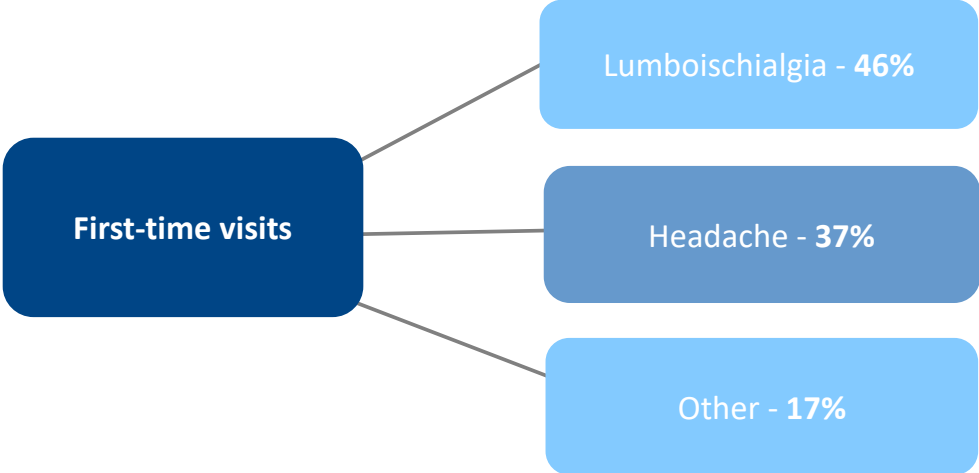 First-time visits
Lumboischialgia - 46%
Headache - 37%
Other - 17%